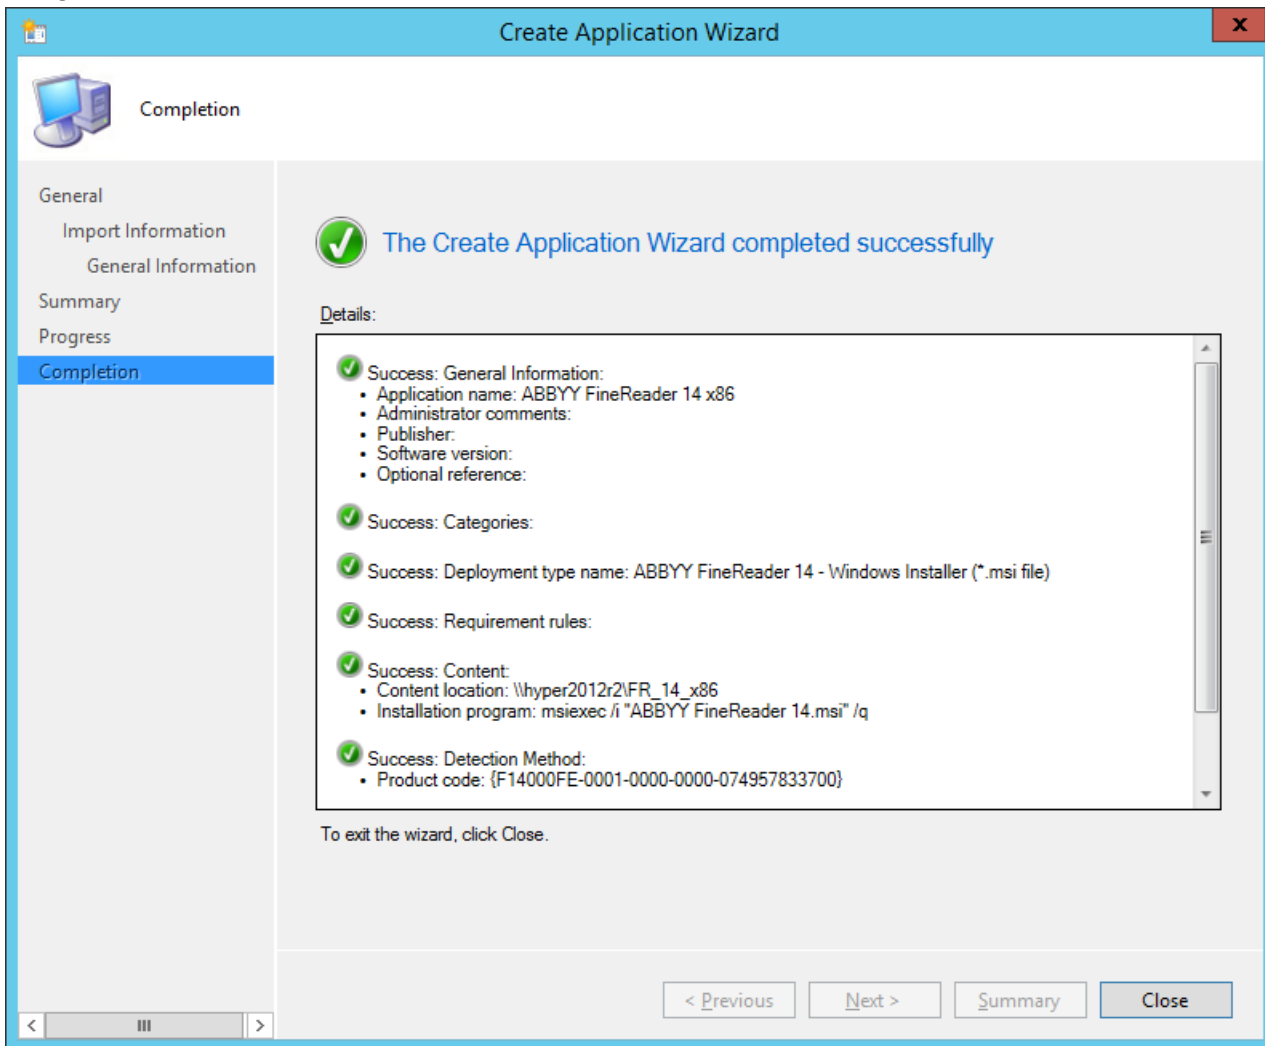 Create Application Wizard
X
Completion
General
Import Information
General Information
Summary
Progress
Completion
The Create Application Wizard completed successfully
Details:
Success: General Information:
• Application name: ABBYY FineReader 14 x86
• Administrator comments:
• Publisher:
• Software version:
• Optional reference:
Success: Categories:
Success: Deployment type name: ABBYY FineReader 14 - Windows Installer (*.msi file)
Success: Requirement rules:
Success: Content:
• Content location: \\hyper2012r2\FR_14_x86
• Installation program: msiexec /i "ABBYY FineReader 14.msi" /q
Success: Detection Method:
• Product code: {F14000FE-0001-0000-0000-074957833700}
To exit the wizard, click Close.
< Previous
Next >
Summary
Close